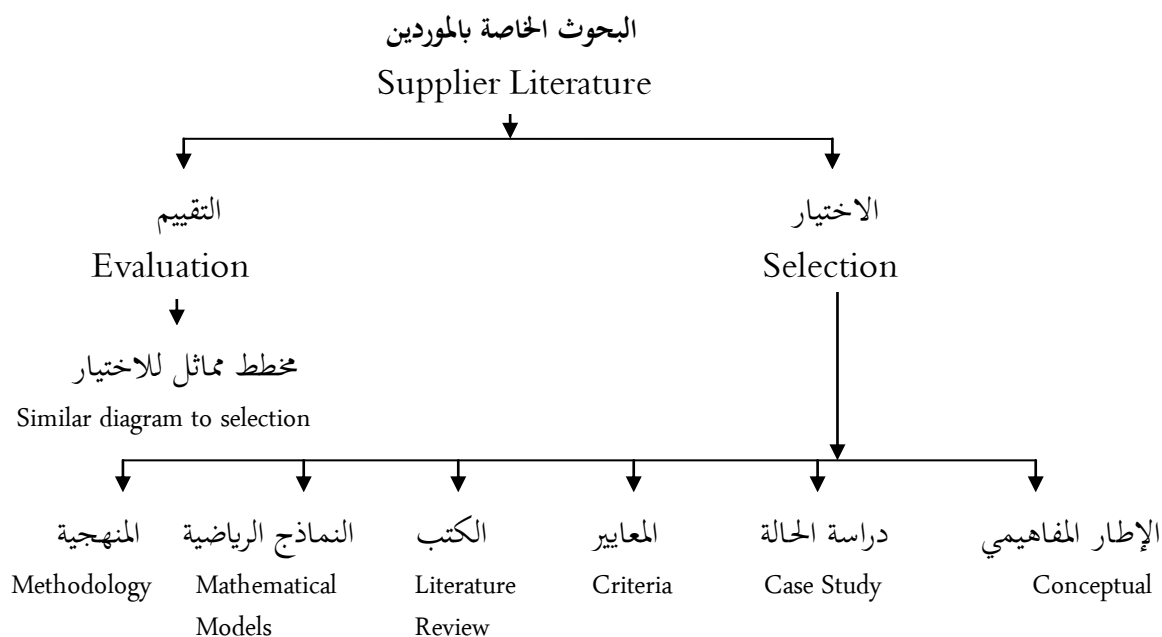 البحوث الخاصة بالموردين
Supplier Literature
التقييم
Evaluation
الاختيار
Selection
مخطط مماثل للاختيار
Similar diagram to selection
المنهجية
Methodology
النماذج الرياضية
Mathematical
Models
الكتب
Literature
Review
المعايير
Criteria
دراسة الحالة
Case Study
الإطار المفاهيمي
Conceptual